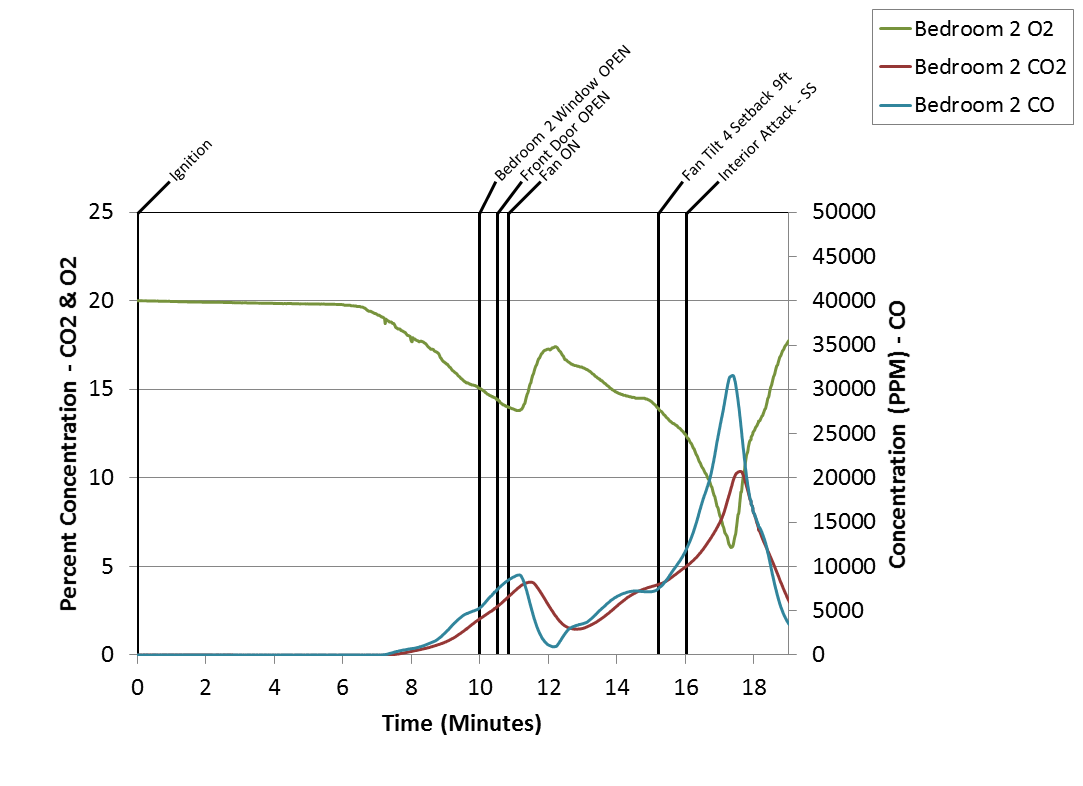 Bedroom 2 O2
Bedroom 2 CO2
Bedroom 2 CO
Ignition
Bedroom 2 Window OPEN
Front Door OPEN
Fan ON
Fan Tilt 4 Setback 9ft
Interior Attack - SS
Percent Concentration - CO2 & O2
25
20
15
10
5
0
50000
45000
40000
35000
30000
25000
20000
15000
10000
5000
0
Concentration (PPM) - CO
0 2 4 6 8 10 12 14 16 18
Time (Minutes)